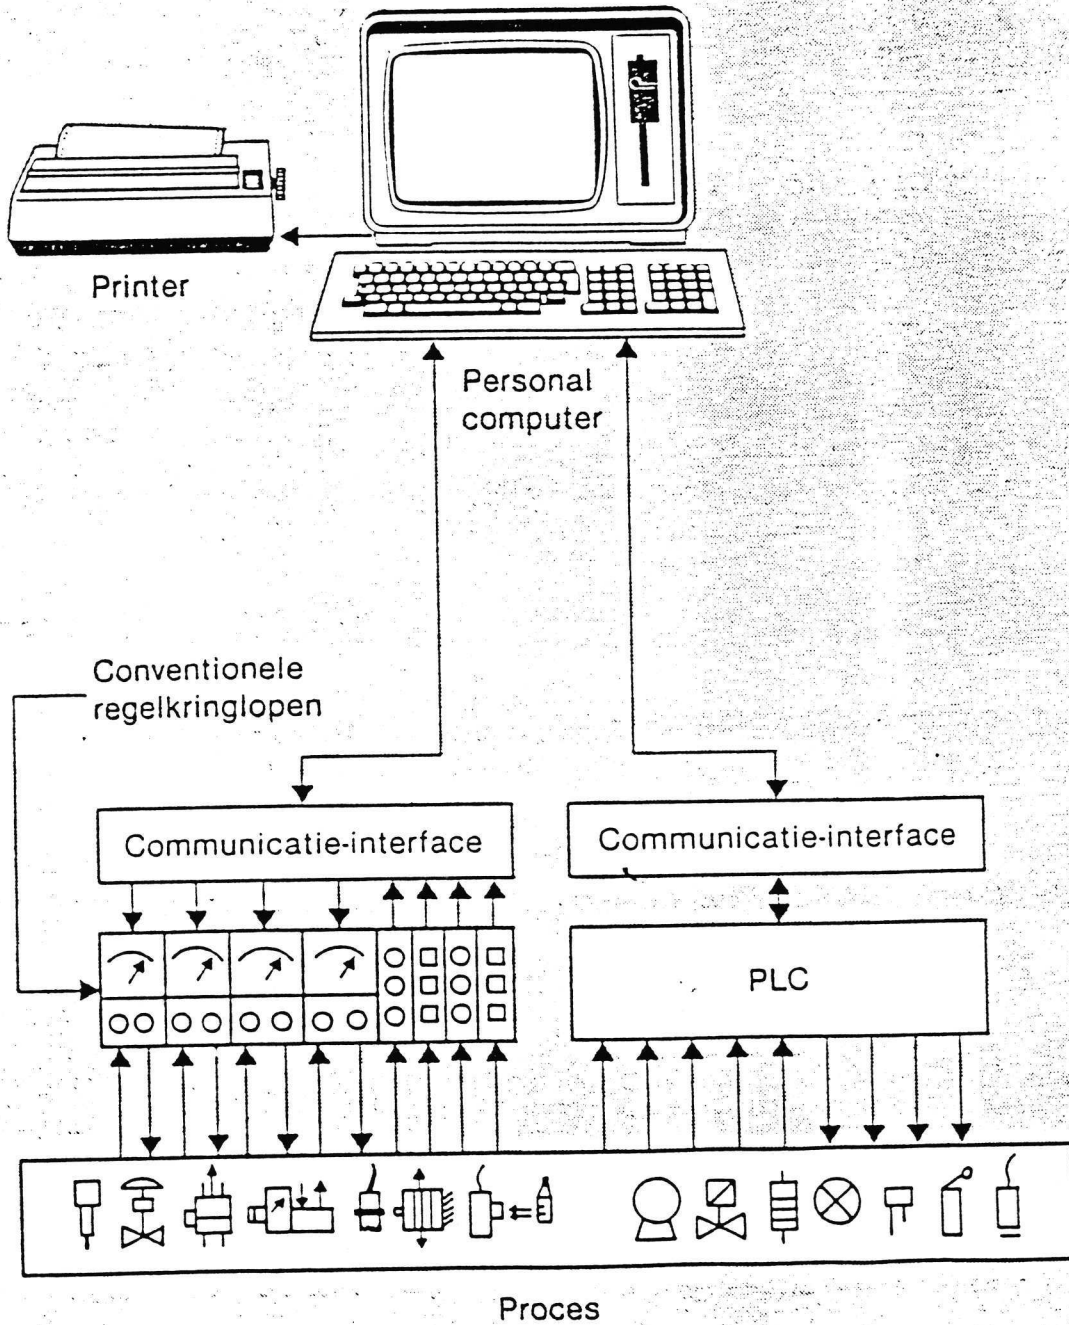 Printer
Personal
computer
Conventionele
regelkringlopen
Communicatie-interface
Communicatie-interface
PLC
Proces